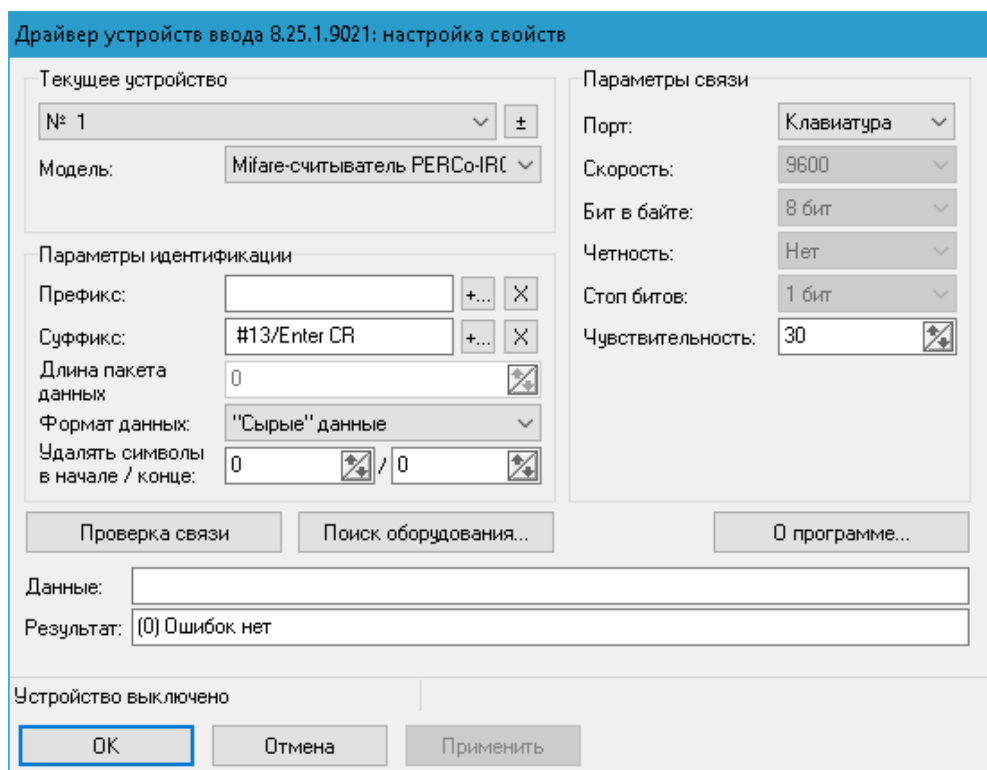 Драйвер устройств ввода 8.25.1.9021: настройка свойств
Текущее устройство
№ 1
±
Модель:
Mifare-считыватель PERCo-IR(
Параметры идентификации
Префикс:
+...
X
Суффикс:
#13/Enter CR
+...
X
Длина пакета
данных
0
Формат данных:
"Сырые" данные
Удалять символы
в начале / конце:
0
/
0
Параметры связи
Порт:
Клавиатура
Скорость:
9600
Бит в байте:
8 бит
Четность:
Нет
Стоп битов:
1 бит
Чувствительность:
30
Проверка связи
Поиск оборудования...
О программе...
Данные:
Результат:
(0) Ошибок нет
Устройство выключено
OK
Отмена
Применить